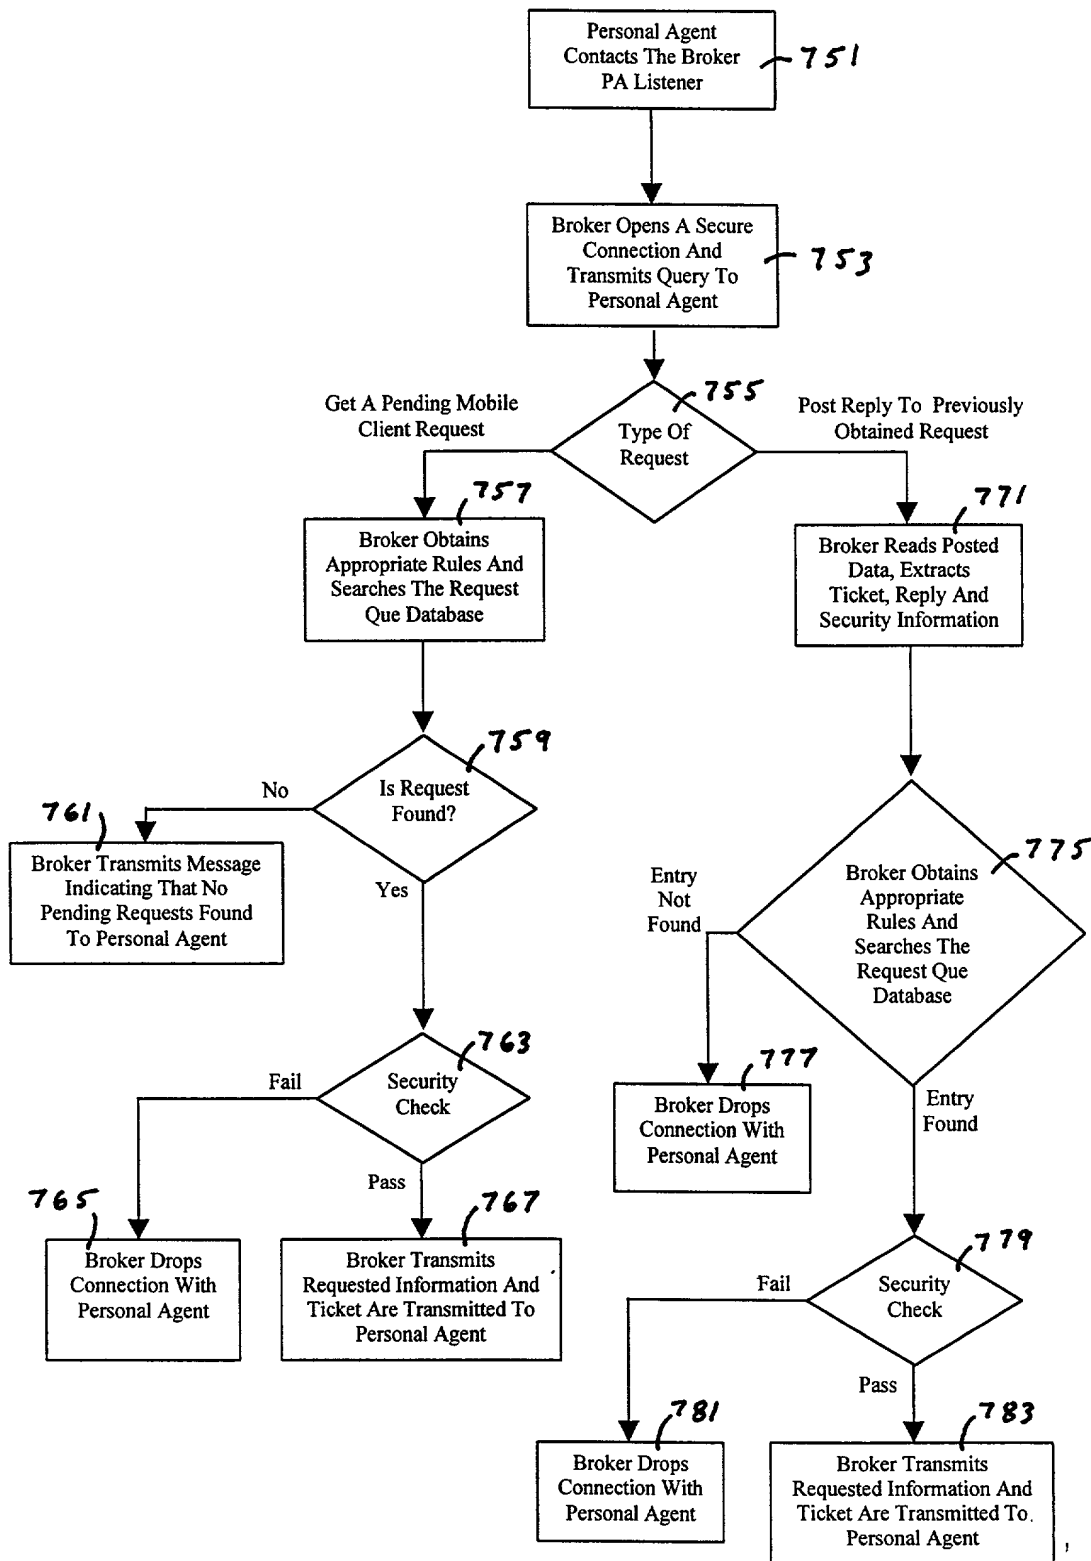 Personal Agent
Contacts The Broker
PA Listener
751
Broker Opens A Secure
Connection And
Transmits Query To
Personal Agent
753
755
Type Of
Request
Get A Pending Mobile
Client Request
Post Reply To Previously
Obtained Request
757
Broker Obtains
Appropriate Rules And
Searches The Request
Que Database
771
Broker Reads Posted
Data, Extracts
Ticket, Reply And
Security Information
759
Is Request
Found?
No
Yes
761
Broker Transmits Message
Indicating That No
Pending Requests Found
To Personal Agent
775
Broker Obtains
Appropriate
Rules And
Searches The
Request Que
Database
Entry
Not
Found
Entry
Found
763
Security
Check
Fail
Pass
777
Broker Drops
Connection With
Personal Agent
765
Broker Drops
Connection With
Personal Agent
767
Broker Transmits
Requested Information And
Ticket Are Transmitted To
Personal Agent
779
Security
Check
Fail
Pass
781
Broker Drops
Connection With
Personal Agent
783
Broker Transmits
Requested Information And
Ticket Are Transmitted To
Personal Agent